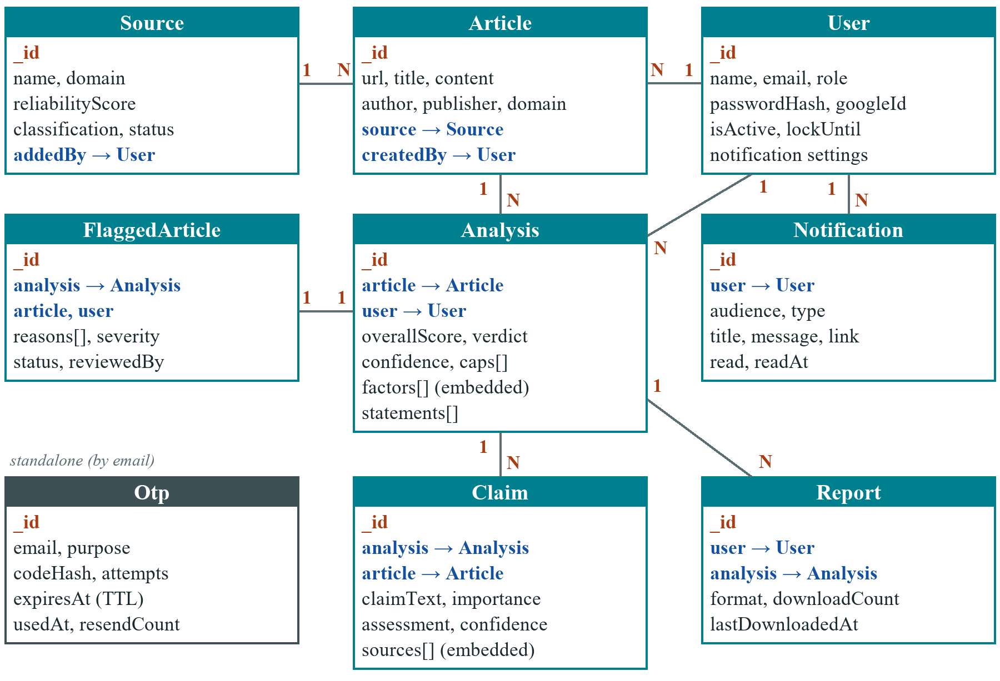 Source
_id
name, domain
reliabilityScore
classification, status
addedBy → User
1 N
Article
_id
url, title, content
author, publisher, domain
source → Source
createdBy → User
N 1
User
_id
name, email, role
passwordHash, googleId
isActive, lockUntil
notification settings
1
N
1
N
1
N
FlaggedArticle
_id
analysis → Analysis
article, user
reasons[], severity
status, reviewedBy
1 1
Analysis
_id
article → Article
user → User
overallScore, verdict
confidence, caps[]
factors[] (embedded)
statements[]
Notification
_id
user → User
audience, type
title, message, link
read, readAt
1
N
1
N
standalone (by email)
Otp
_id
email, purpose
codeHash, attempts
expiresAt (TTL)
usedAt, resendCount
Claim
_id
analysis → Analysis
article → Article
claimText, importance
assessment, confidence
sources[] (embedded)
Report
_id
user → User
analysis → Analysis
format, downloadCount
lastDownloadedAt